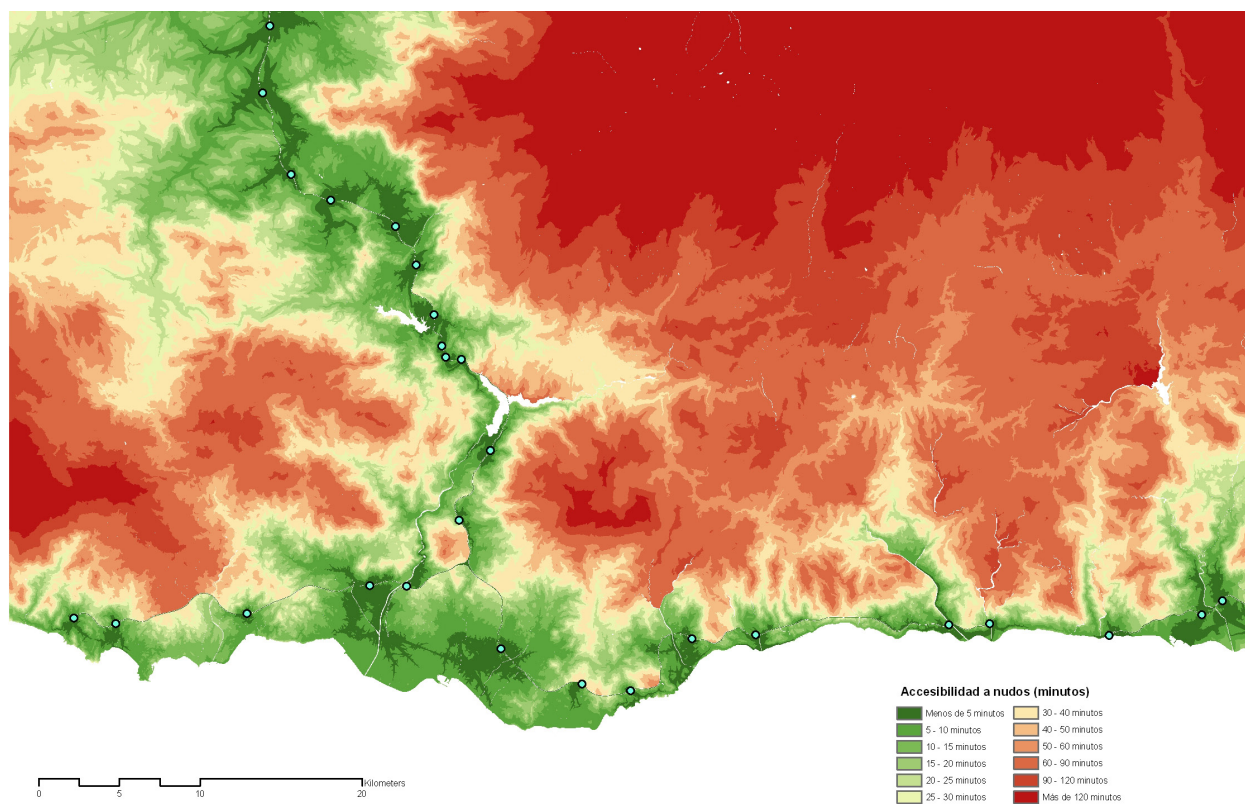 Accesibilidad a nudos (minutos)
Menos de 5 minutos
5 - 10 minutos
10 - 15 minutos
15 - 20 minutos
20 - 25 minutos
25 - 30 minutos
30 - 40 minutos
40 - 50 minutos
50 - 60 minutos
60 - 90 minutos
90 - 120 minutos
Más de 120 minutos
Kilometers
0 5 10 20